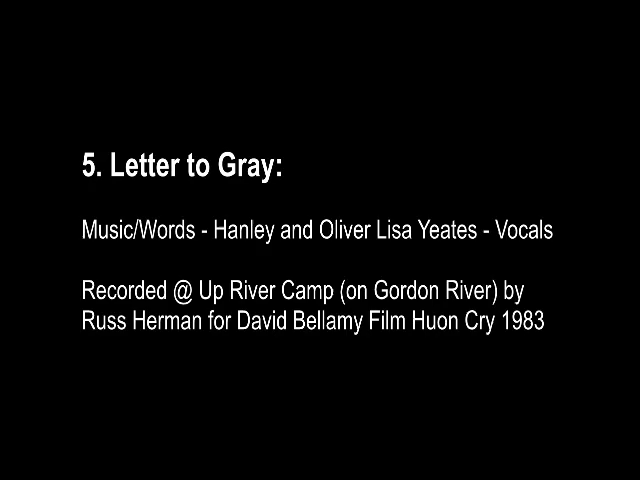 5. Letter to Gray:
Music/Words - Hanley and Oliver Lisa Yeates - Vocals
Recorded @ Up River Camp (on Gordon River) by
Russ Herman for David Bellamy Film Huon Cry 1983